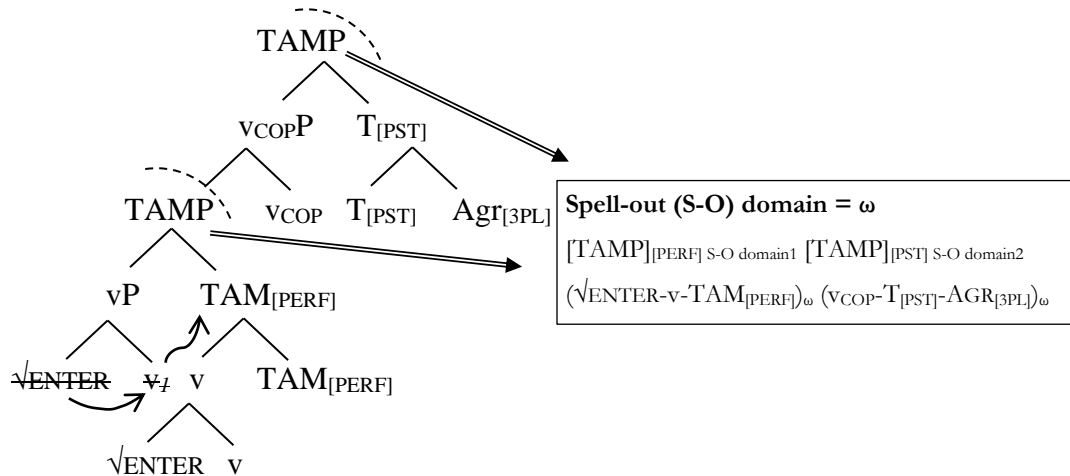 TAMP
vCOPP T[PST]
TAMP vCOP T[PST] Agr[3PL]
Spell-out (S-O) domain = ω
[TAMP][PERF] S-O domain1 [TAMP][PST] S-O domain2
(√ENTER-v-TAM[PERF])ω (vCOP-T[PST]-AGR[3PL])ω
vP TAM[PERF]
√ENTER v1 v TAM[PERF]
√ENTER v